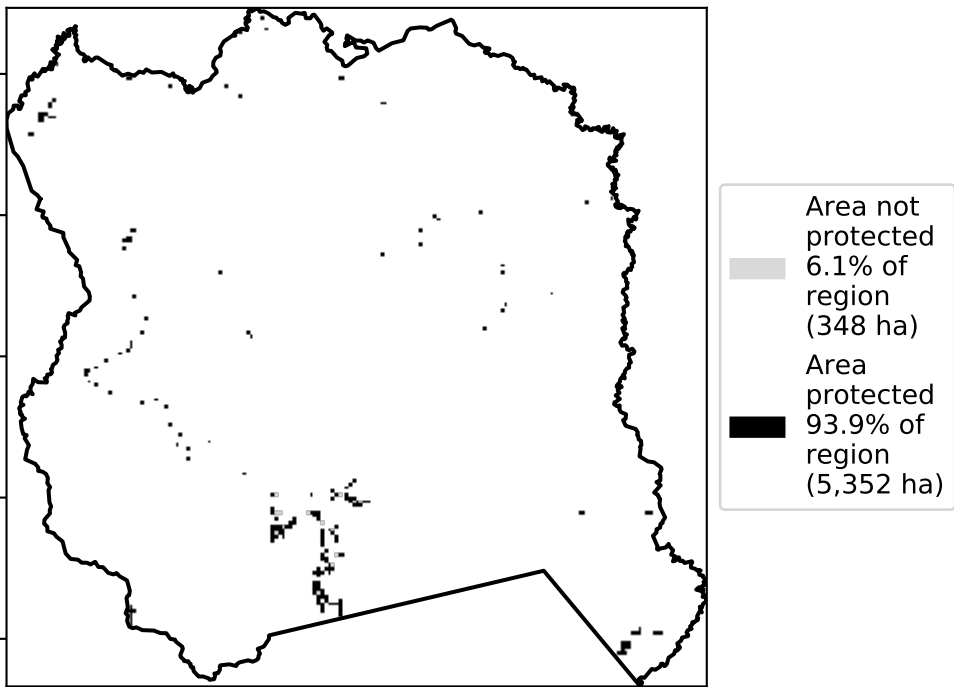 Area not
protected
6.1% of
region
(348 ha)
Area
protected
93.9% of
region
(5,352 ha)